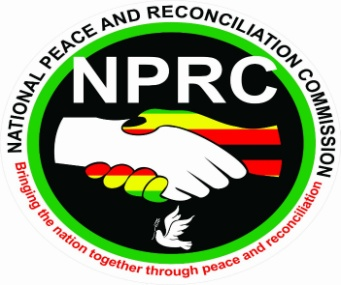 NATIONAL PEACE AND RECONCILIATION COMMISSION
NPRC
Bringing the nation together through peace and reconciliation